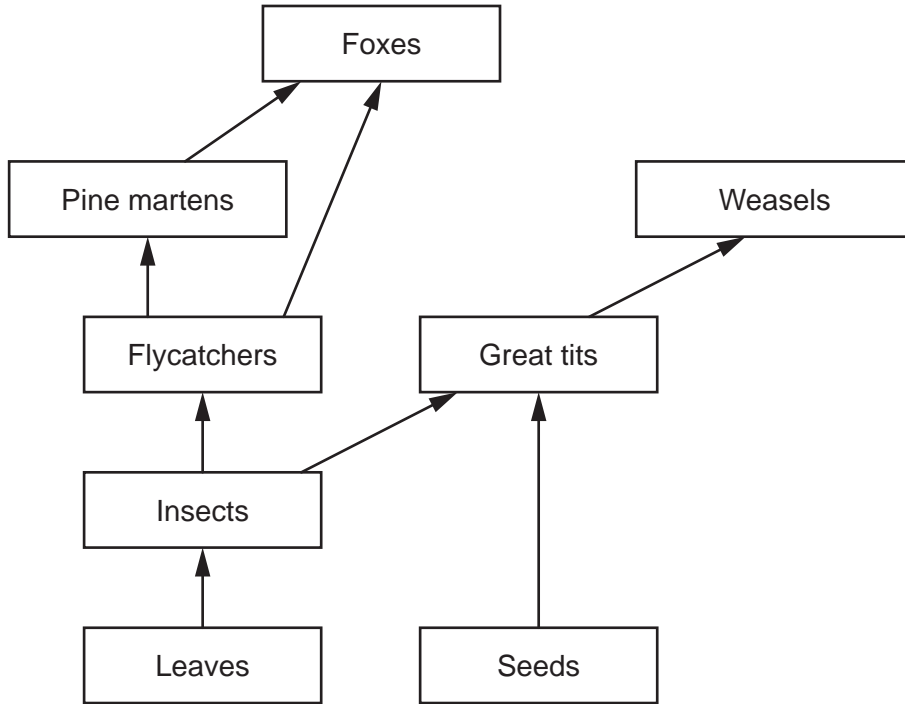 Foxes
Pine martens
Weasels
Flycatchers
Great tits
Insects
Leaves
Seeds